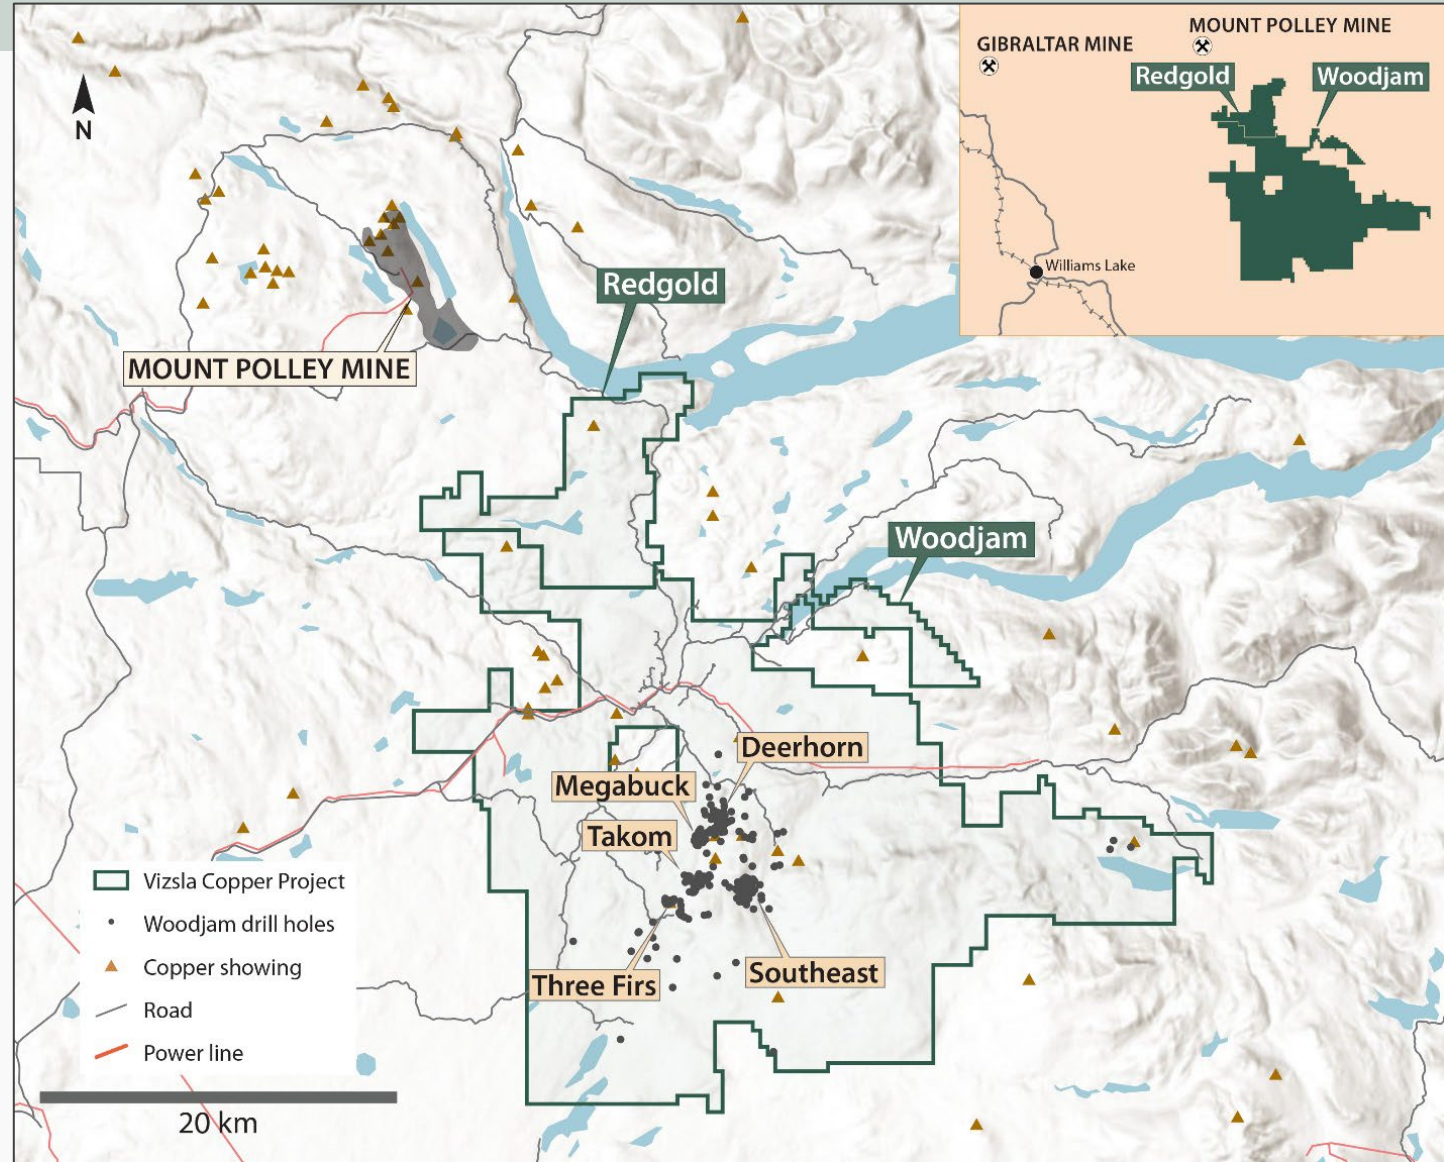 N
GIBRALTAR MINE
MOUNT POLLEY MINE
Redgold
Woodjam
Williams Lake
Redgold
MOUNT POLLEY MINE
Woodjam
Deerhorn
Megabuck
Takom
Three Firs
Southeast
Vizsla Copper Project
Woodjam drill holes
Copper showing
Road
Power line
20 km